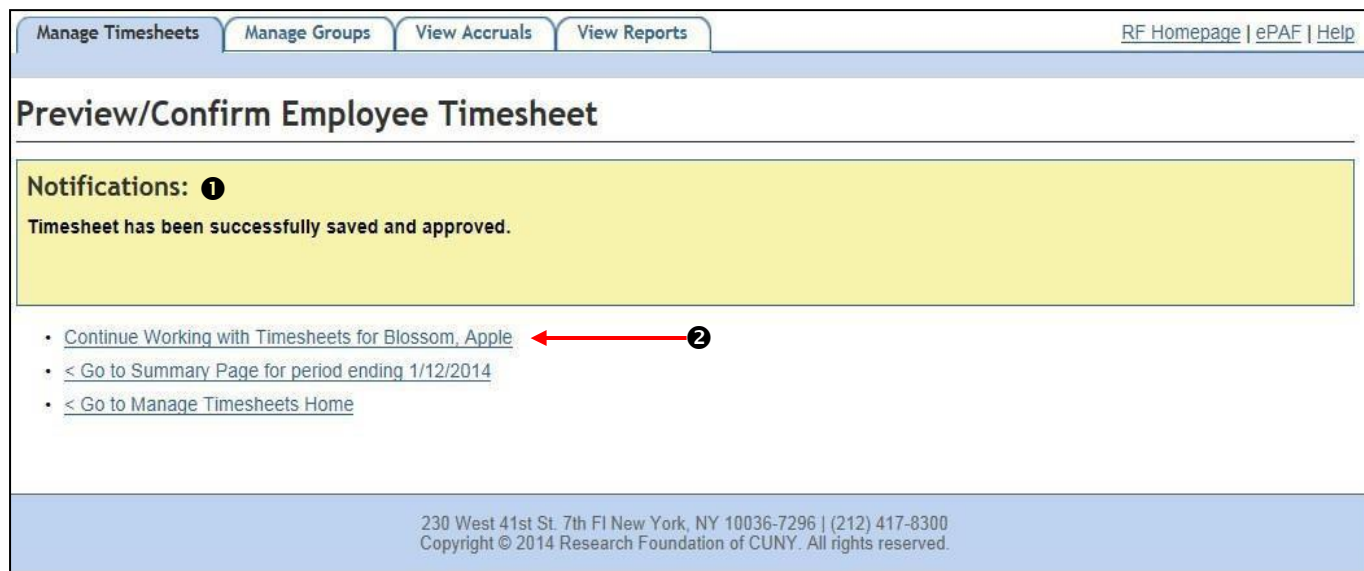 Manage Timesheets Manage Groups View Accruals View Reports RF Homepage | ePAF | Help
Preview/Confirm Employee Timesheet
Notifications: ❶
Timesheet has been successfully saved and approved.
• Continue Working with Timesheets for Blossom, Apple ❷
• < Go to Summary Page for period ending 1/12/2014
• < Go to Manage Timesheets Home
230 West 41st St. 7th Fl New York, NY 10036-7296 | (212) 417-8300
Copyright © 2014 Research Foundation of CUNY. All rights reserved.